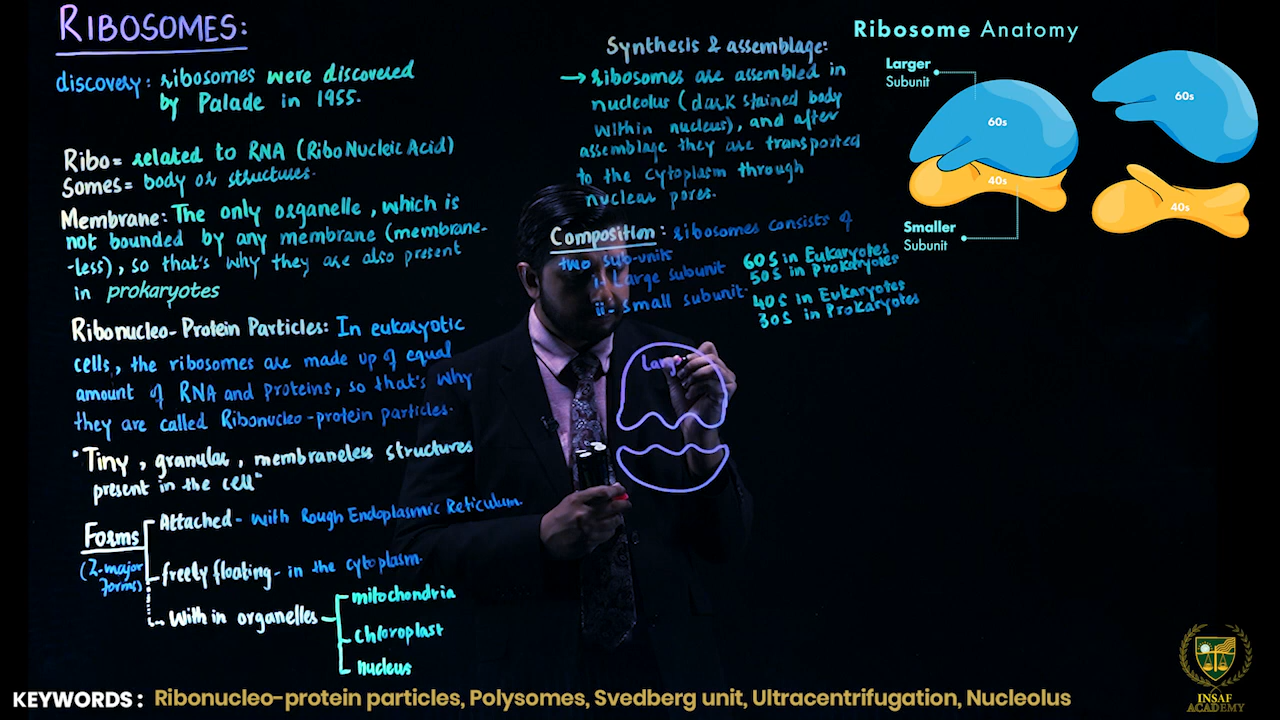 RIBOSOMES:
discovery: ribosomes were discovered
by Palade in 1955.
Ribo= related to RNA (RiboNucleic Acid)
Somes= body or structures.
Membrane: The only organelle, which is
not bounded by any membrane (membrane-
-less), so that's why they are also present
in prokaryotes
Ribonucleo-Protein Particles: In eukaryotic
cells, the ribosomes are made up of equal
amount of RNA and proteins, so that's why
they are called Ribonucleo-protein particles.
"Tiny, granular, membraneless structures
present in the cell"
Forms
(2-major
forms)
Attached- with Rough Endoplasmic Reticulum.
freely floating- in the cytoplasm.
With in organelles
mitochondria
chloroplast
nucleus
Synthesis & assemblage:
→ ribosomes are assembled in
nucleolus (dark stained body
within nucleus), and after
assemblage they are transported
to the cytoplasm through
nuclear pores.
Composition: ribosomes consists of
two sub-units
i- Large subunit
60S in Eukaryotes
50S in Prokaryotes
ii- Small subunit.
40S in Eukaryotes
30S in Prokaryotes
Larg
Ribosome Anatomy
Larger
Subunit
60s
40s
Smaller
Subunit
60s
40s
KEYWORDS: Ribonucleo-protein particles, Polysomes, Svedberg unit, Ultracentrifugation, Nucleolus
INSAF
ACADEMY